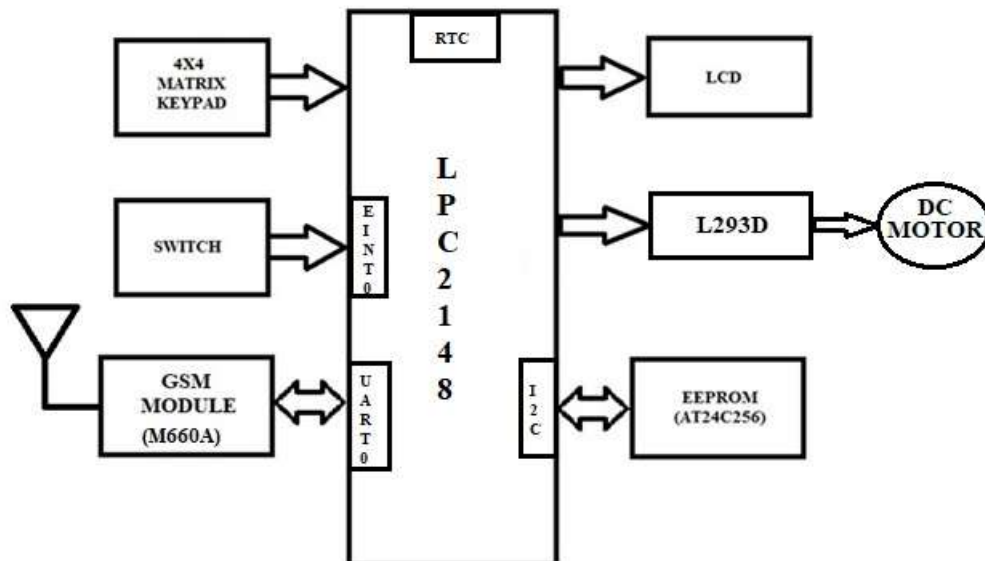 RTC
4X4
MATRIX
KEYPAD
LCD
L
P
C
2
1
4
8
SWITCH
E
I
N
T
0
L293D
DC
MOTOR
GSM
MODULE
(M660A)
U
A
R
T
0
I
2
C
EEPROM
(AT24C256)